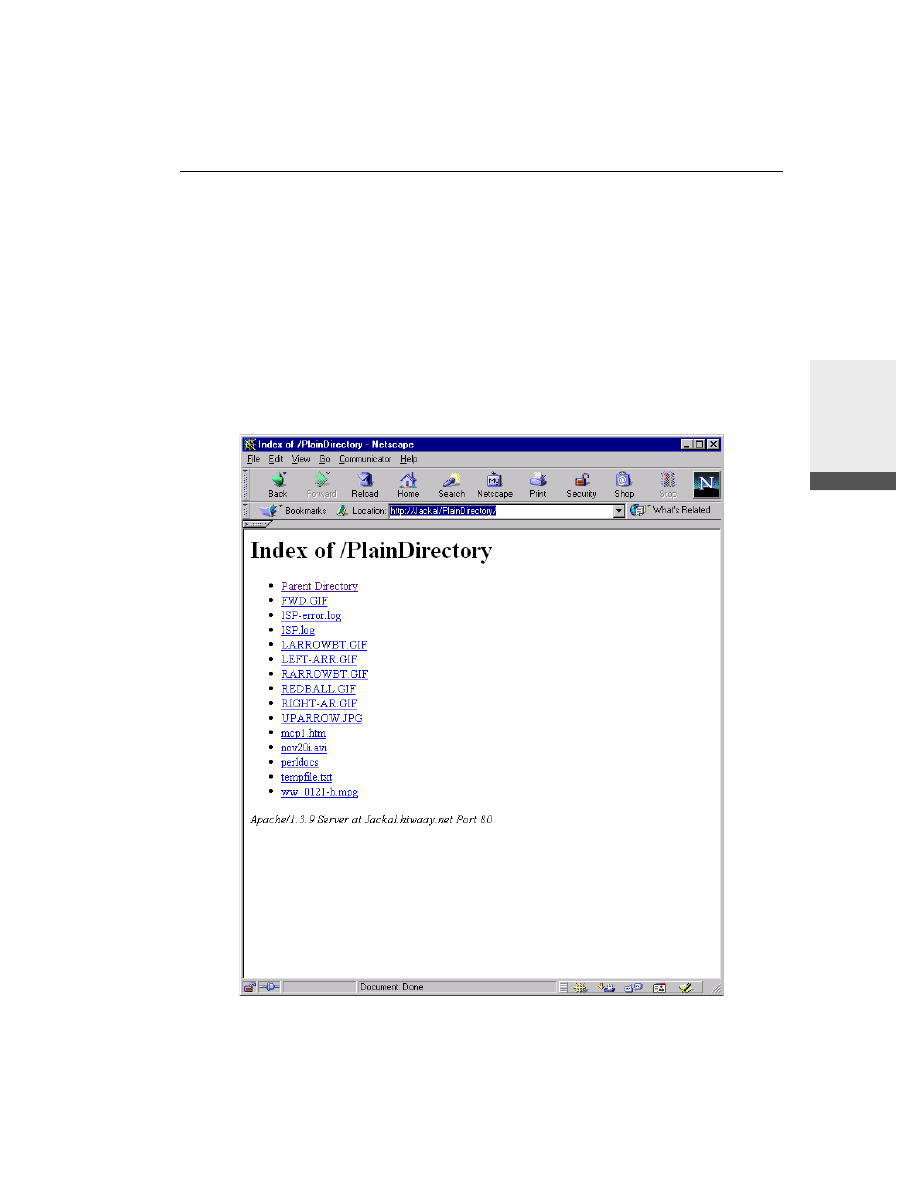 Index of /PlainDirectory - Netscape
File Edit View Go Communicator Help
Back Forward Reload Home Search Netscape Print Security Shop Stop
N
Bookmarks Location: http://Jackal/PlainDirectory/ What's Related
Index of /PlainDirectory
Parent Directory
FWD.GIF
ISP-error.log
ISP.log
LARROWBT.GIF
LEFT-ARR.GIF
RARROWBT.GIF
REDBALL.GIF
RIGHT-AR.GIF
UPARROW.JPG
mcp1.htm
nov20i.avi
perldocs
tempfile.txt
ww_0121-h.mpg
Apache/1.3.9 Server at Jackal.hiwaay.net Port 80
Document: Done